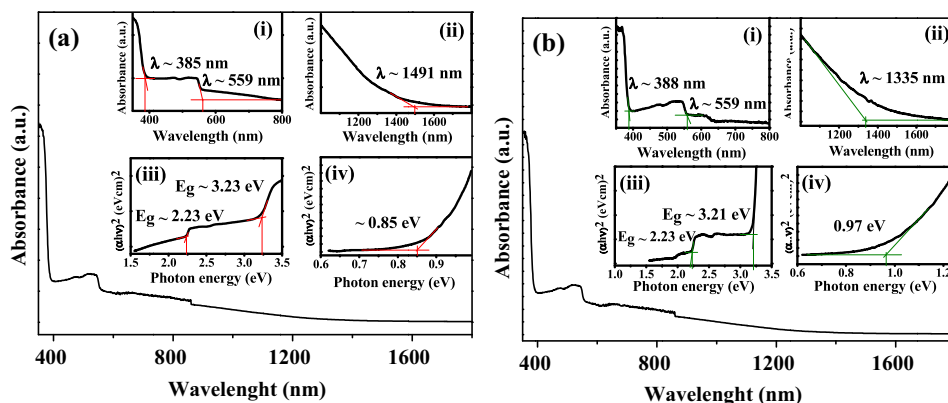 (a)
Absorbance (a.u.)
Wavelenght (nm)
400 800 1200 1600
(i)
Absorbance (a.u.)
λ ~ 385 nm
λ ~ 559 nm
400 500 600 700 800
Wavelength (nm)
(ii)
Absorbance (a.u.)
λ ~ 1491 nm
1200 1400 1600
Wavelength (nm)
(iii)
(αhν)² (eVcm)²
Eg ~ 3.23 eV
Eg ~ 2.23 eV
1.5 2.0 2.5 3.0 3.5
Photon energy (eV)
(iv)
(αhν)² (eVcm)²
~ 0.85 eV
0.6 0.7 0.8 0.9
Photon energy (eV)
(b)
Absorbance (a.u.)
Wavelenght (nm)
400 800 1200 1600
(i)
Absorbance (a.u.)
λ ~ 388 nm
λ ~ 559 nm
400 500 600 700 800
Wavelength (nm)
(ii)
Absorbance (a.u.)
λ ~ 1335 nm
1200 1400 1600
Wavelength (nm)
(iii)
(αhν)² (eVcm)²
Eg ~ 3.21 eV
Eg ~ 2.23 eV
1.0 1.5 2.0 2.5 3.0 3.5
Photon energy (eV)
(iv)
0.97 eV
0.6 0.8 1.0 1.2
Photon energy (eV)